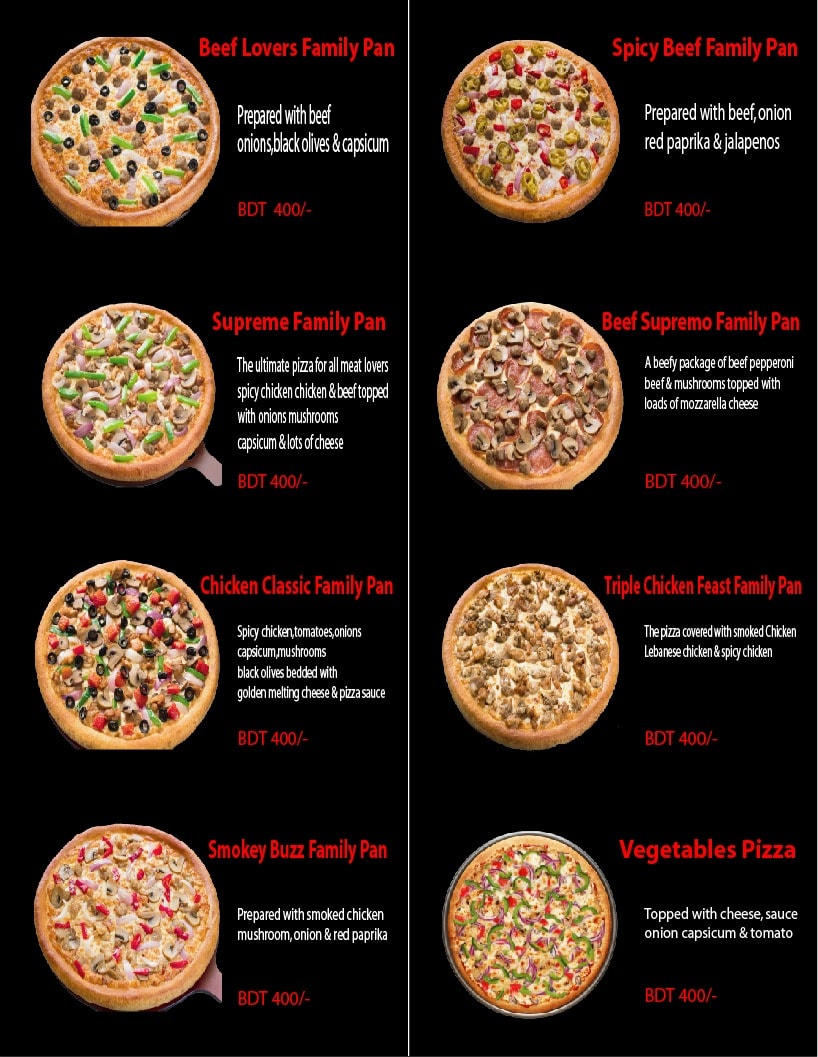 Beef Lovers Family Pan
Prepared with beef
onions,black olives & capsicum
BDT 400/-
Supreme Family Pan
The ultimate pizza for all meat lovers
spicy chicken chicken & beef topped
with onions mushrooms
capsicum & lots of cheese
BDT 400/-
Chicken Classic Family Pan
Spicy chicken,tomatoes,onions
capsicum,mushrooms
black olives bedded with
golden melting cheese & pizza sauce
BDT 400/-
Smokey Buzz Family Pan
Prepared with smoked chicken
mushroom, onion & red paprika
BDT 400/-
Spicy Beef Family Pan
Prepared with beef, onion
red paprika & jalapenos
BDT 400/-
Beef Supremo Family Pan
A beefy package of beef pepperoni
beef & mushrooms topped with
loads of mozzarella cheese
BDT 400/-
Triple Chicken Feast Family Pan
The pizza covered with smoked Chicken
Lebanese chicken & spicy chicken
BDT 400/-
Vegetables Pizza
Topped with cheese, sauce
onion capsicum & tomato
BDT 400/-